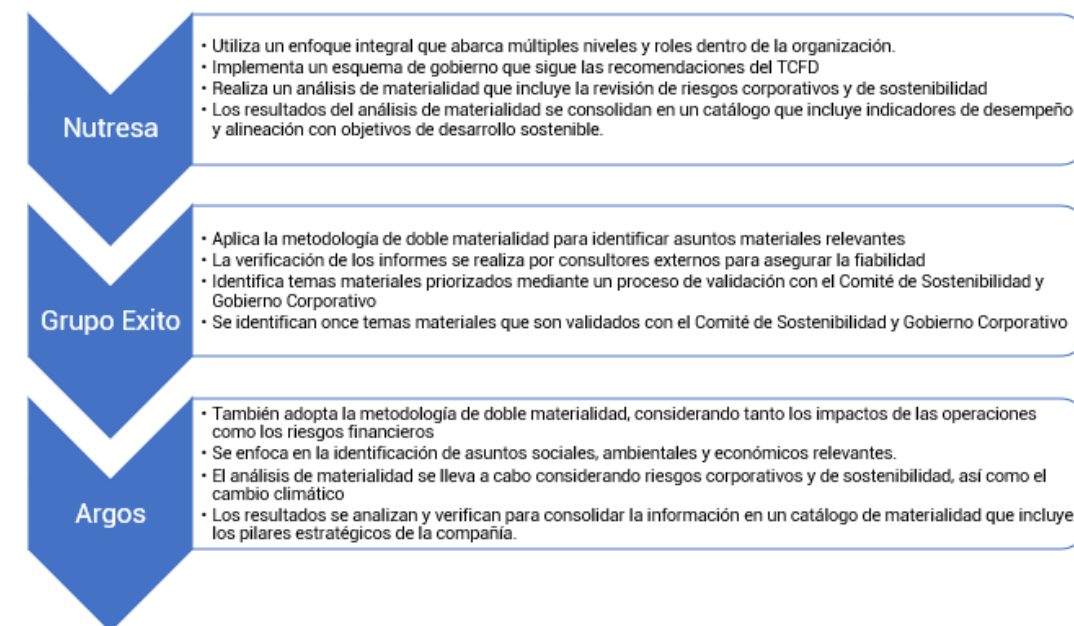 Nutresa
• Utiliza un enfoque integral que abarca múltiples niveles y roles dentro de la organización.
• Implementa un esquema de gobierno que sigue las recomendaciones del TCFD
• Realiza un análisis de materialidad que incluye la revisión de riesgos corporativos y de sostenibilidad
• Los resultados del análisis de materialidad se consolidan en un catálogo que incluye indicadores de desempeño
y alineación con objetivos de desarrollo sostenible.
Grupo Exito
• Aplica la metodología de doble materialidad para identificar asuntos materiales relevantes
• La verificación de los informes se realiza por consultores externos para asegurar la fiabilidad
• Identifica temas materiales priorizados mediante un proceso de validación con el Comité de Sostenibilidad y
Gobierno Corporativo
• Se identifican once temas materiales que son validados con el Comité de Sostenibilidad y Gobierno Corporativo
Argos
• También adopta la metodología de doble materialidad, considerando tanto los impactos de las operaciones
como los riesgos financieros
• Se enfoca en la identificación de asuntos sociales, ambientales y económicos relevantes.
• El análisis de materialidad se lleva a cabo considerando riesgos corporativos y de sostenibilidad, así como el
cambio climático
• Los resultados se analizan y verifican para consolidar la información en un catálogo de materialidad que incluye
los pilares estratégicos de la compañía.